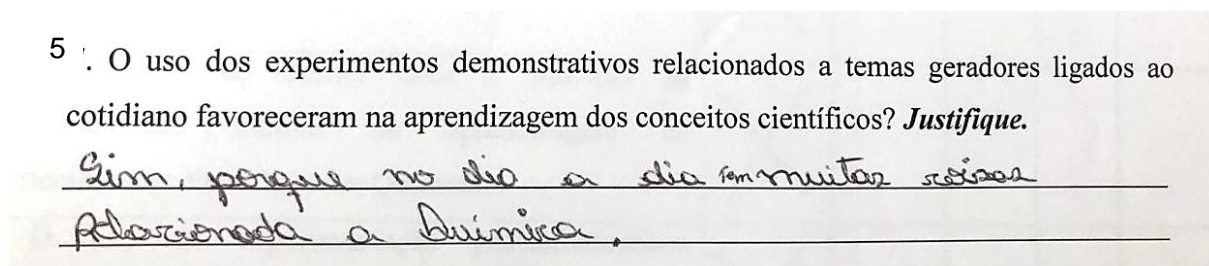 5 . O uso dos experimentos demonstrativos relacionados a temas geradores ligados ao
cotidiano favoreceram na aprendizagem dos conceitos científicos? Justifique.
Sim, porque no dia a dia tem muitas coisas
Relacionada a Química.